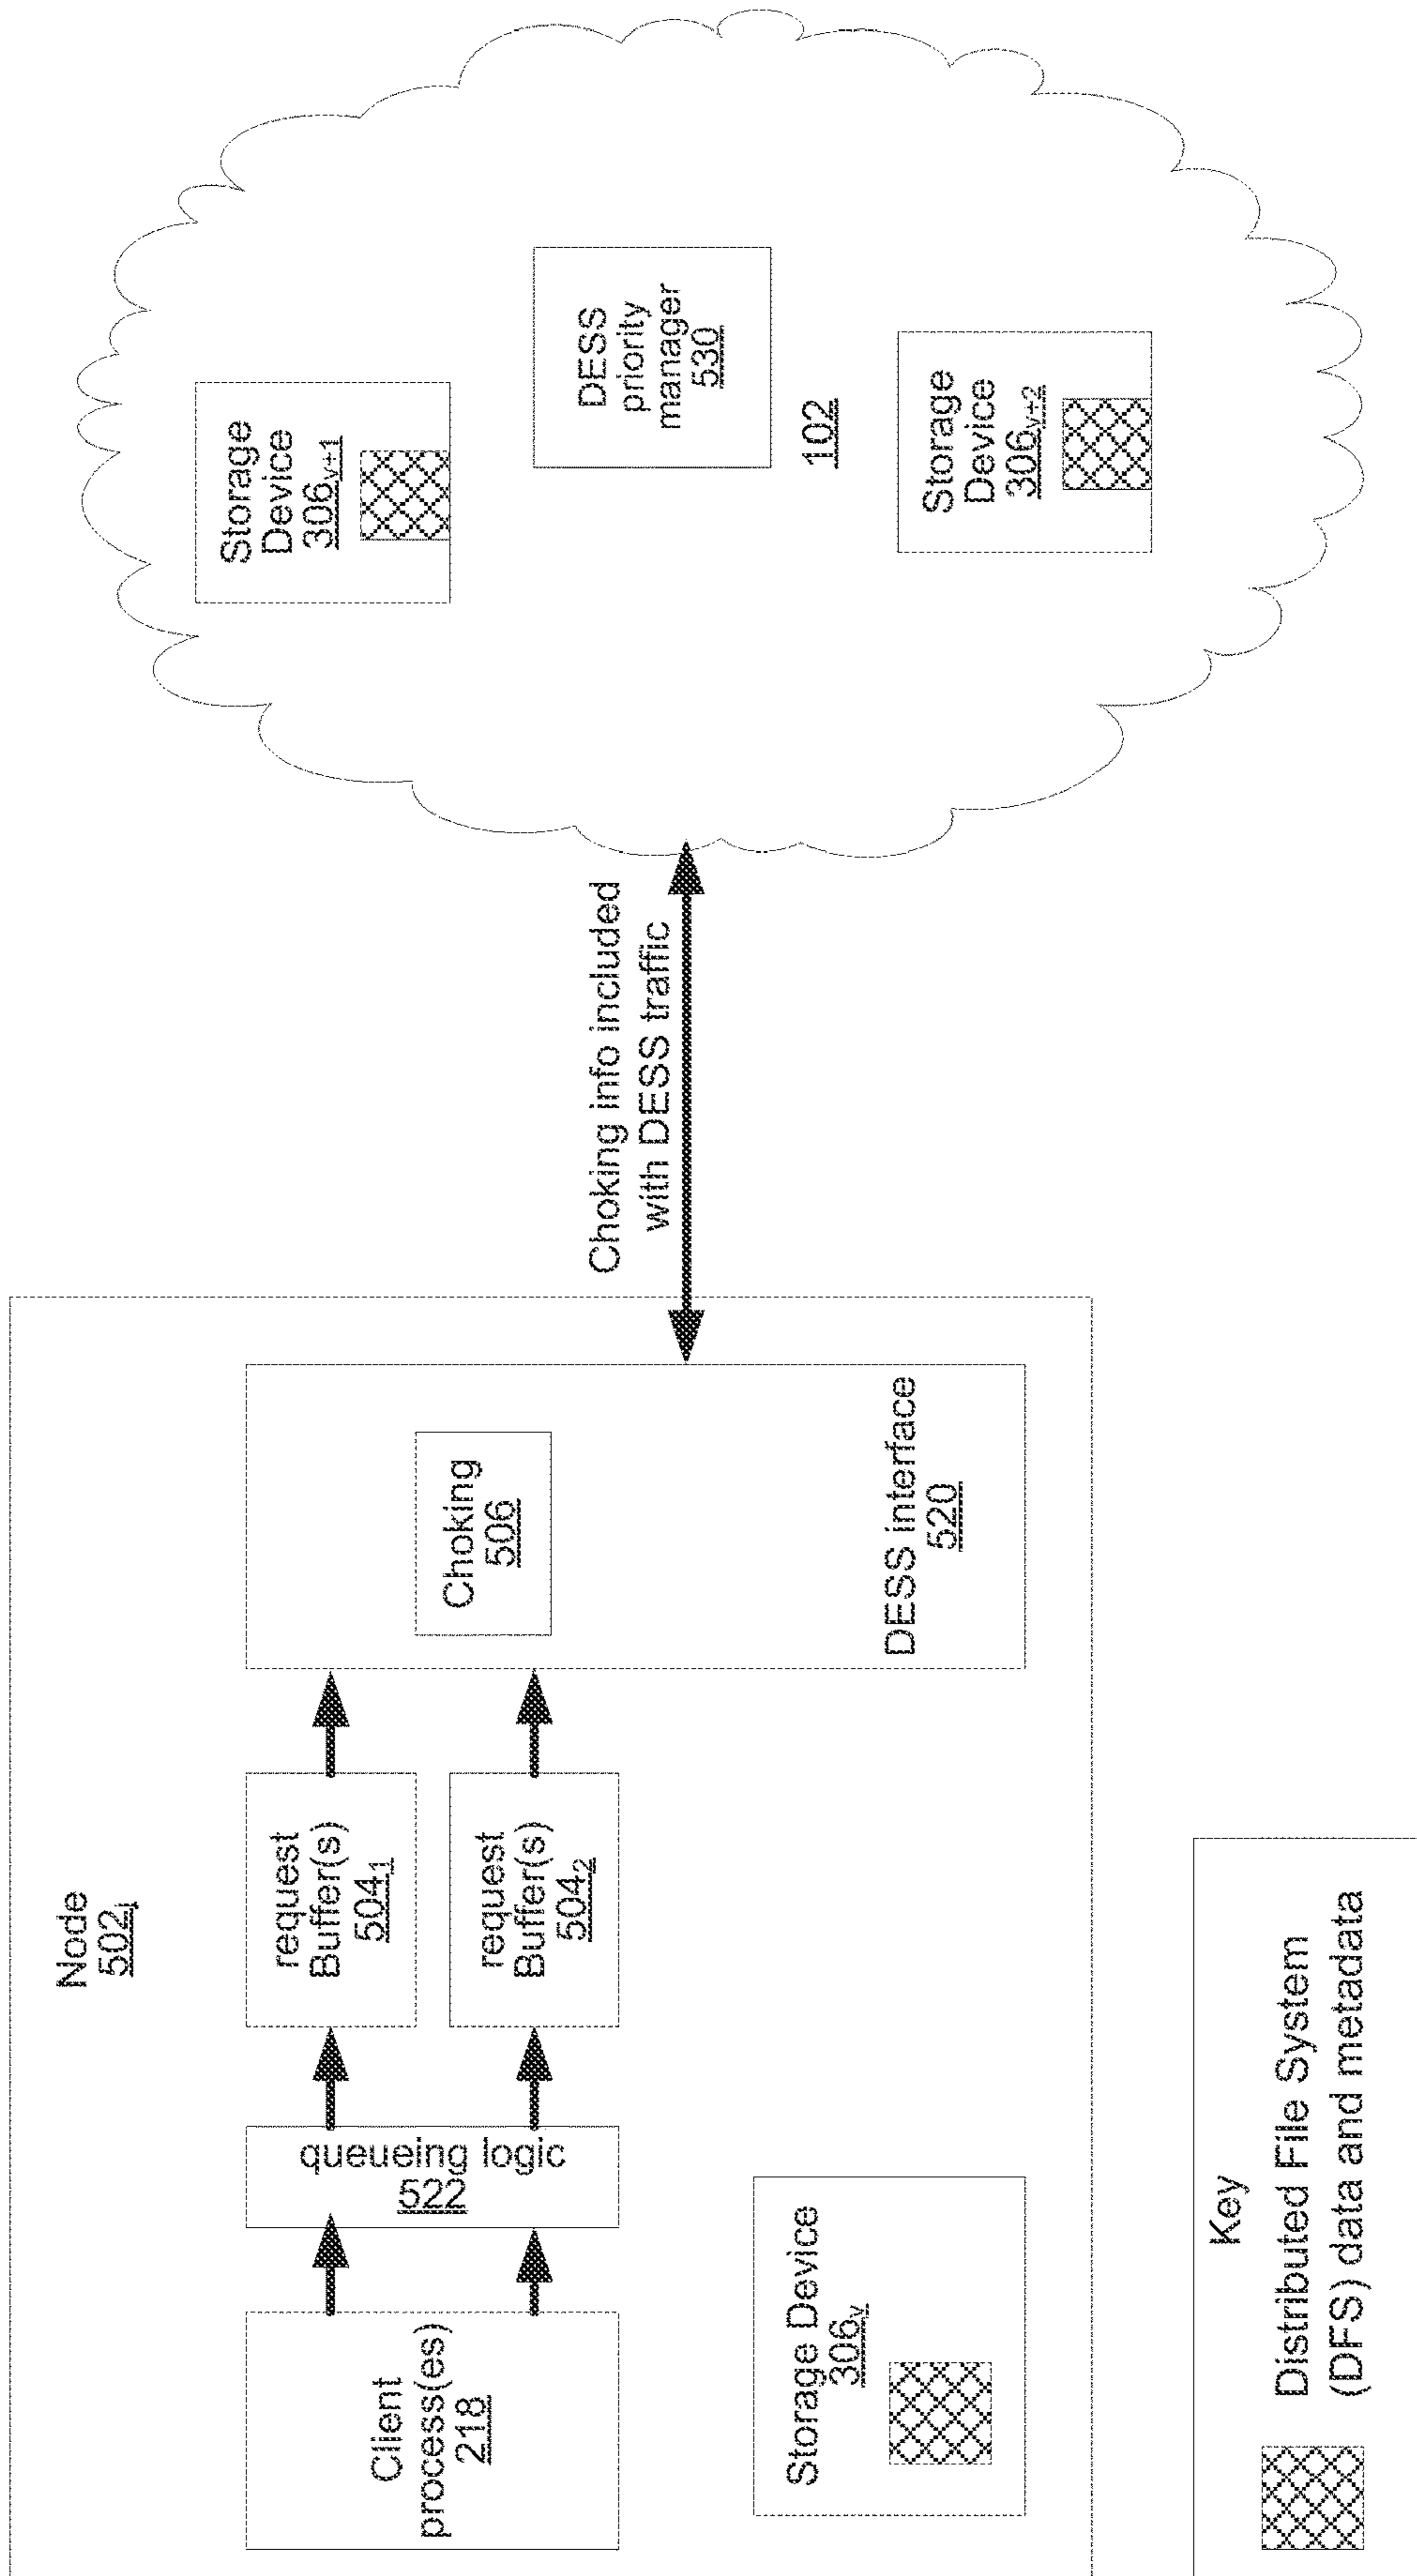 Node
502ⱼ
Client
process(es)
218
queueing logic
522
request
Buffer(s)
504₁
request
Buffer(s)
504₂
Choking
506
DESS interface
520
Storage Device
306ᵥ
Choking info included
with DESS traffic
Storage
Device
306ᵥ₊₁
DESS
priority
manager
530
102
Storage
Device
306ᵥ₊₂
Key
Distributed File System
(DFS) data and metadata